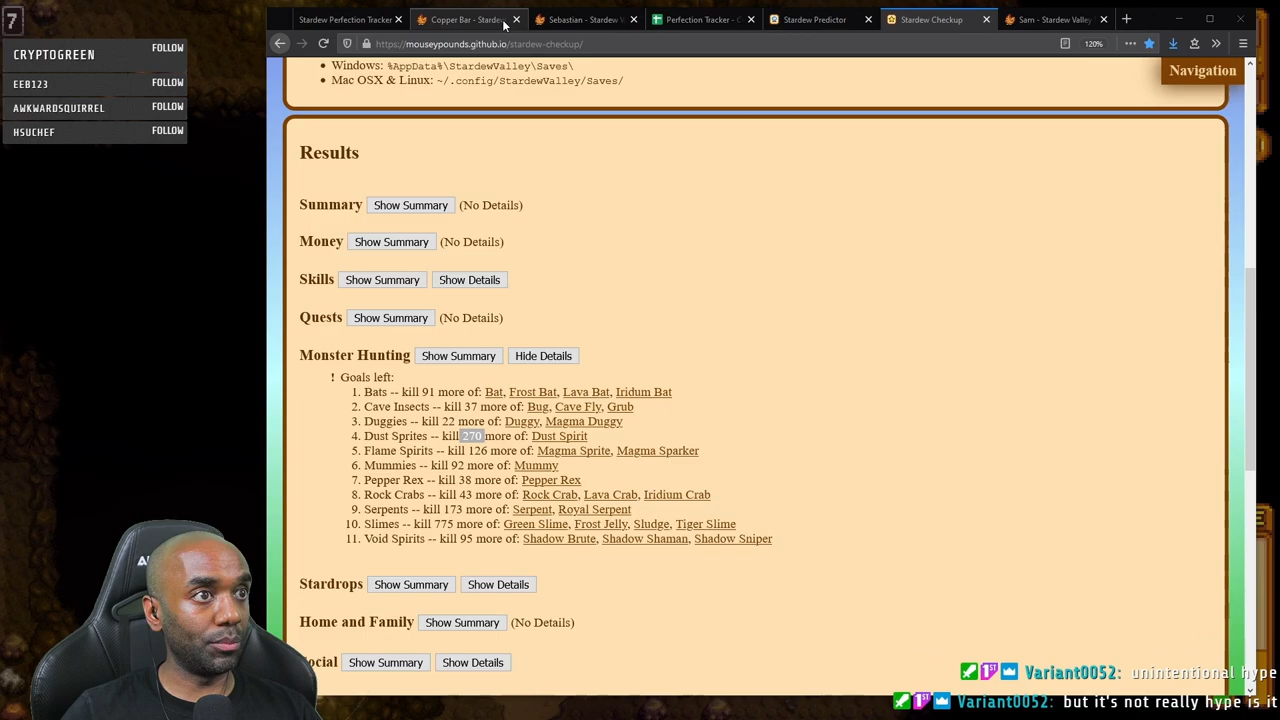 7
CRYPTOGREEN FOLLOW
EEB123 FOLLOW
AWKWARDSQUIRREL FOLLOW
HSUCHEF FOLLOW
Stardew Perfection Tracker
Copper Bar - Stardew
Sebastian - Stardew V
Perfection Tracker -
Stardew Predictor
Stardew Checkup
Sam - Stardew Valley
https://mouseypounds.github.io/stardew-checkup/
120%
Navigation
• Windows: %AppData%\StardewValley\Saves\
• Mac OSX & Linux: ~/.config/StardewValley/Saves/
Results
Summary Show Summary (No Details)
Money Show Summary (No Details)
Skills Show Summary Show Details
Quests Show Summary (No Details)
Monster Hunting Show Summary Hide Details
! Goals left:
1. Bats -- kill 91 more of: Bat, Frost Bat, Lava Bat, Iridum Bat
2. Cave Insects -- kill 37 more of: Bug, Cave Fly, Grub
3. Duggies -- kill 22 more of: Duggy, Magma Duggy
4. Dust Sprites -- kill 270 more of: Dust Spirit
5. Flame Spirits -- kill 126 more of: Magma Sprite, Magma Sparker
6. Mummies -- kill 92 more of: Mummy
7. Pepper Rex -- kill 38 more of: Pepper Rex
8. Rock Crabs -- kill 43 more of: Rock Crab, Lava Crab, Iridium Crab
9. Serpents -- kill 173 more of: Serpent, Royal Serpent
10. Slimes -- kill 775 more of: Green Slime, Frost Jelly, Sludge, Tiger Slime
11. Void Spirits -- kill 95 more of: Shadow Brute, Shadow Shaman, Shadow Sniper
Stardrops Show Summary Show Details
Home and Family Show Summary (No Details)
ocial Show Summary Show Details
1ST Variant0052: unintentional hype
1ST Variant0052: but it's not really hype is it